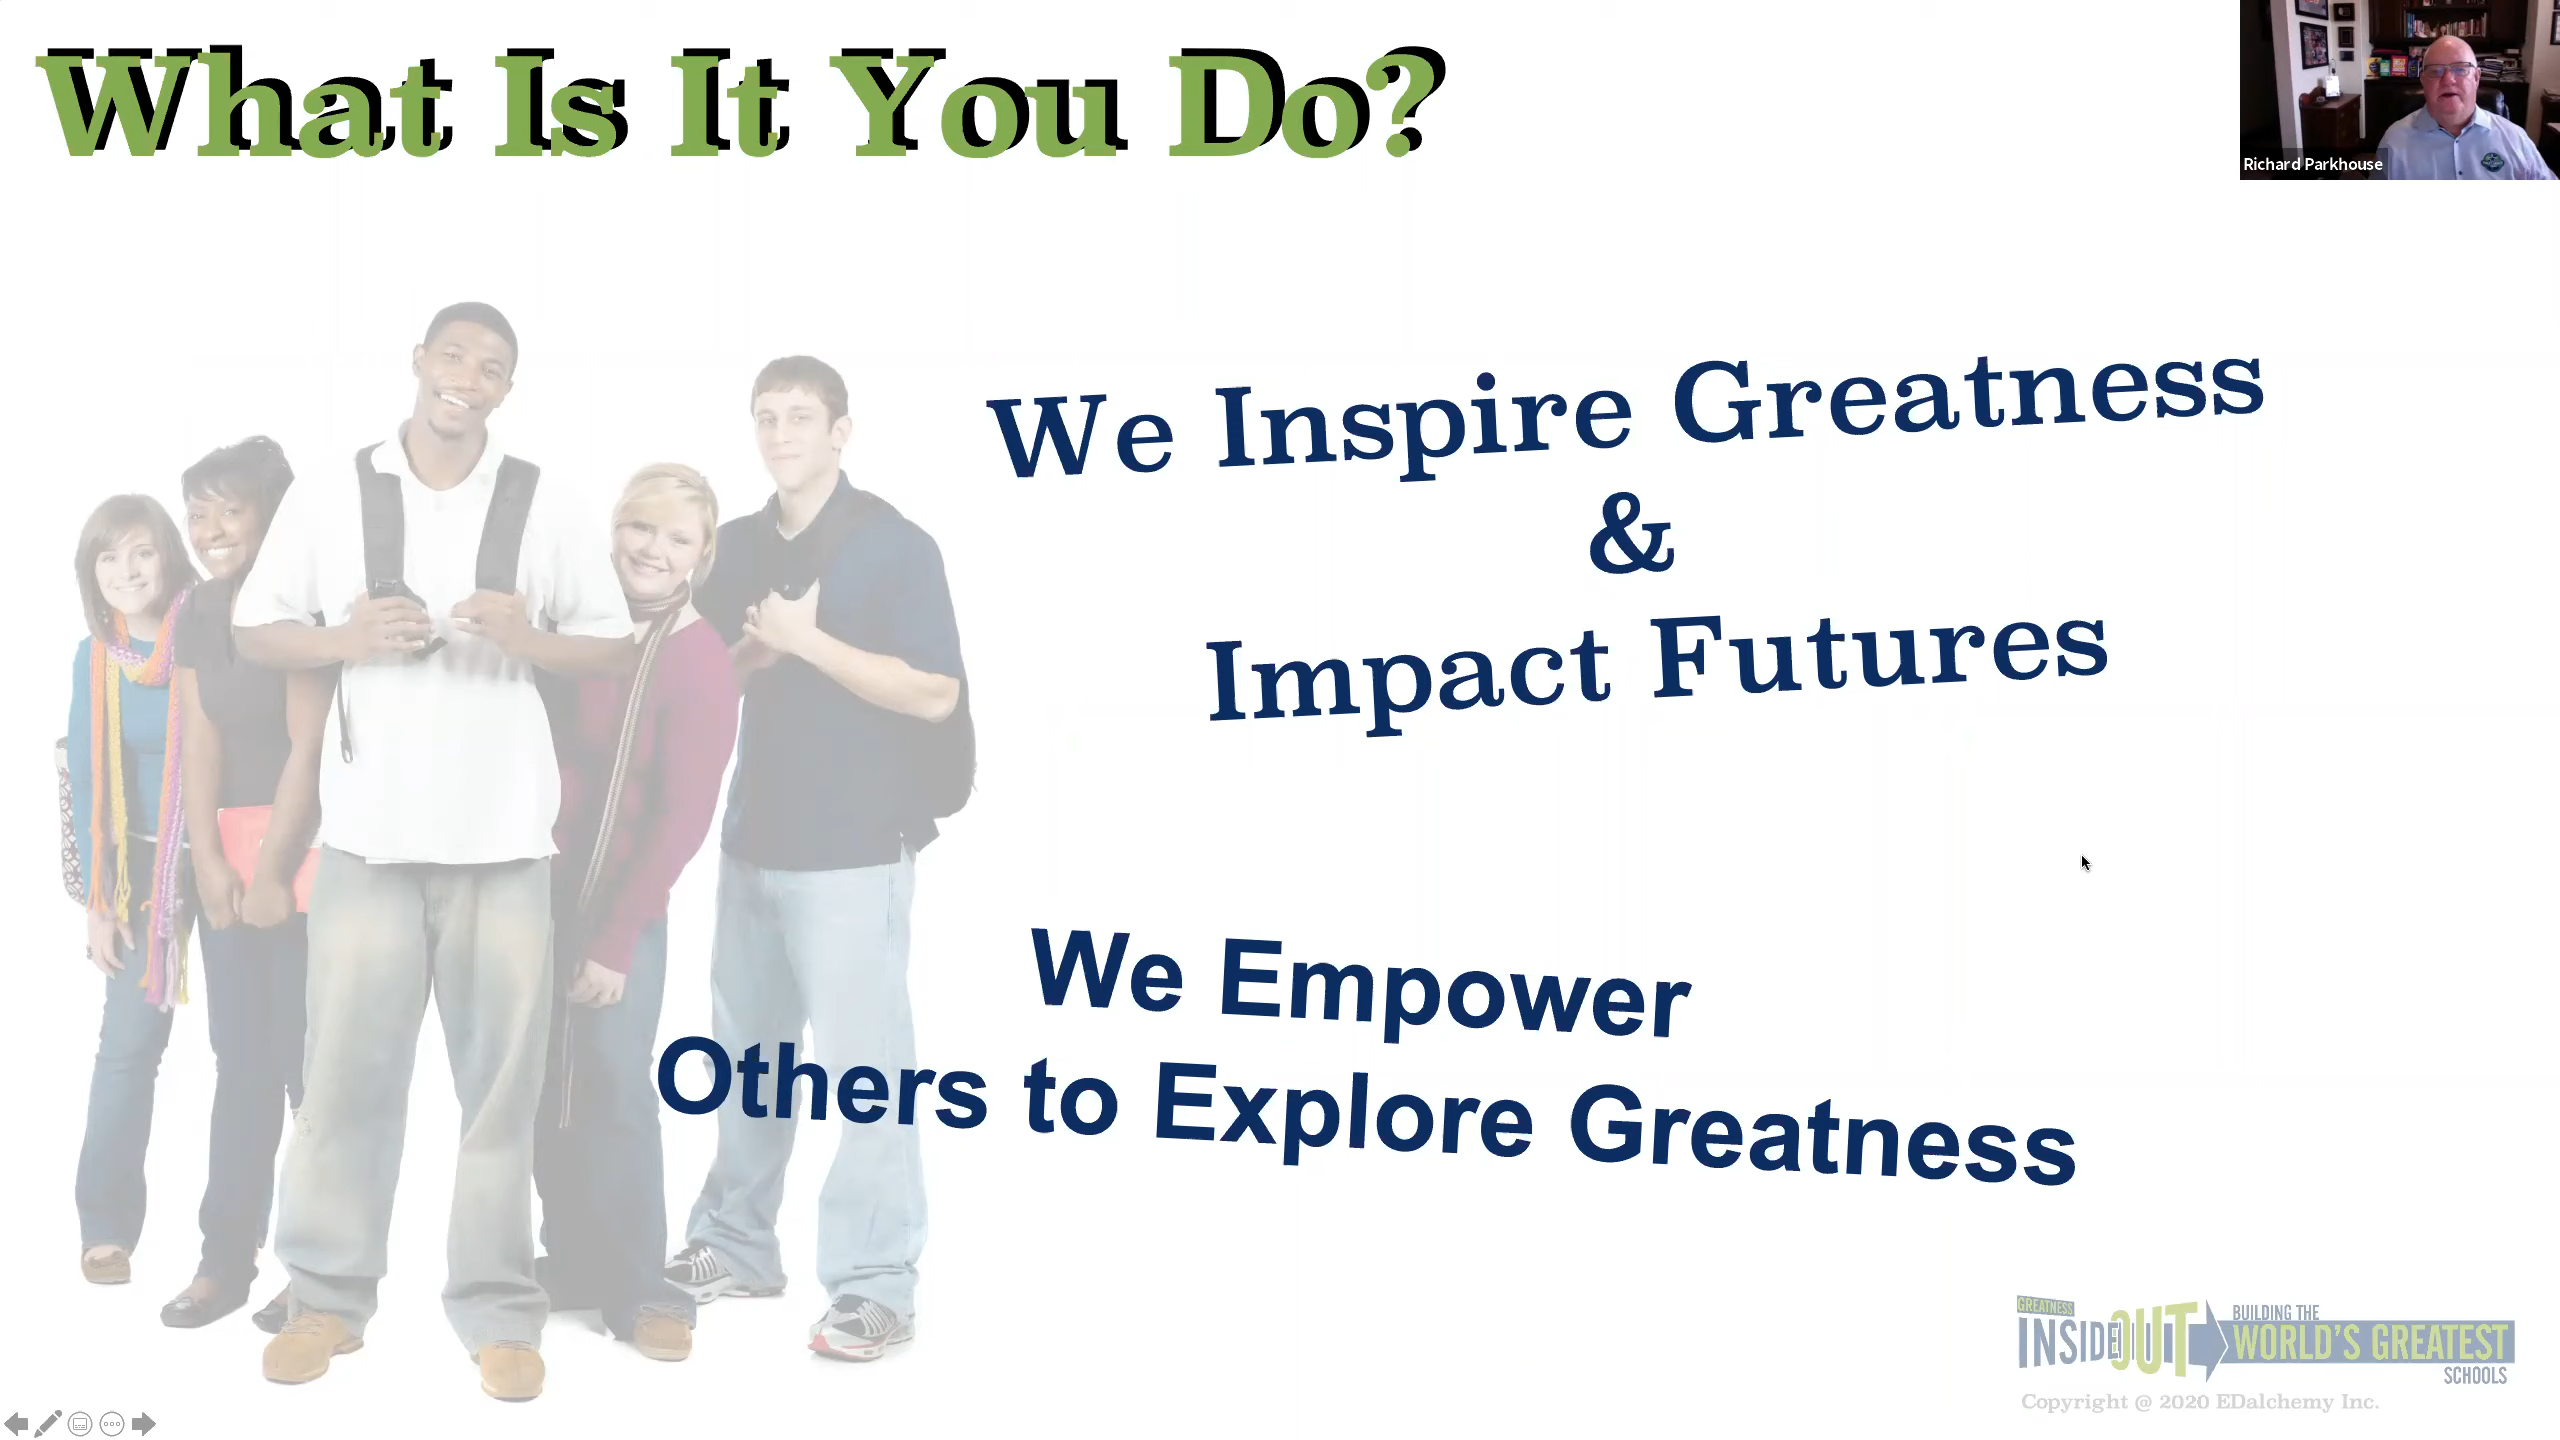 What Is It You Do?
Richard Parkhouse
We Inspire Greatness
&
Impact Futures
We Empower
Others to Explore Greatness
GREATNESS
INSIDE OUT
BUILDING THE
WORLD'S GREATEST
SCHOOLS
Copyright @ 2020 EDalchemy Inc.